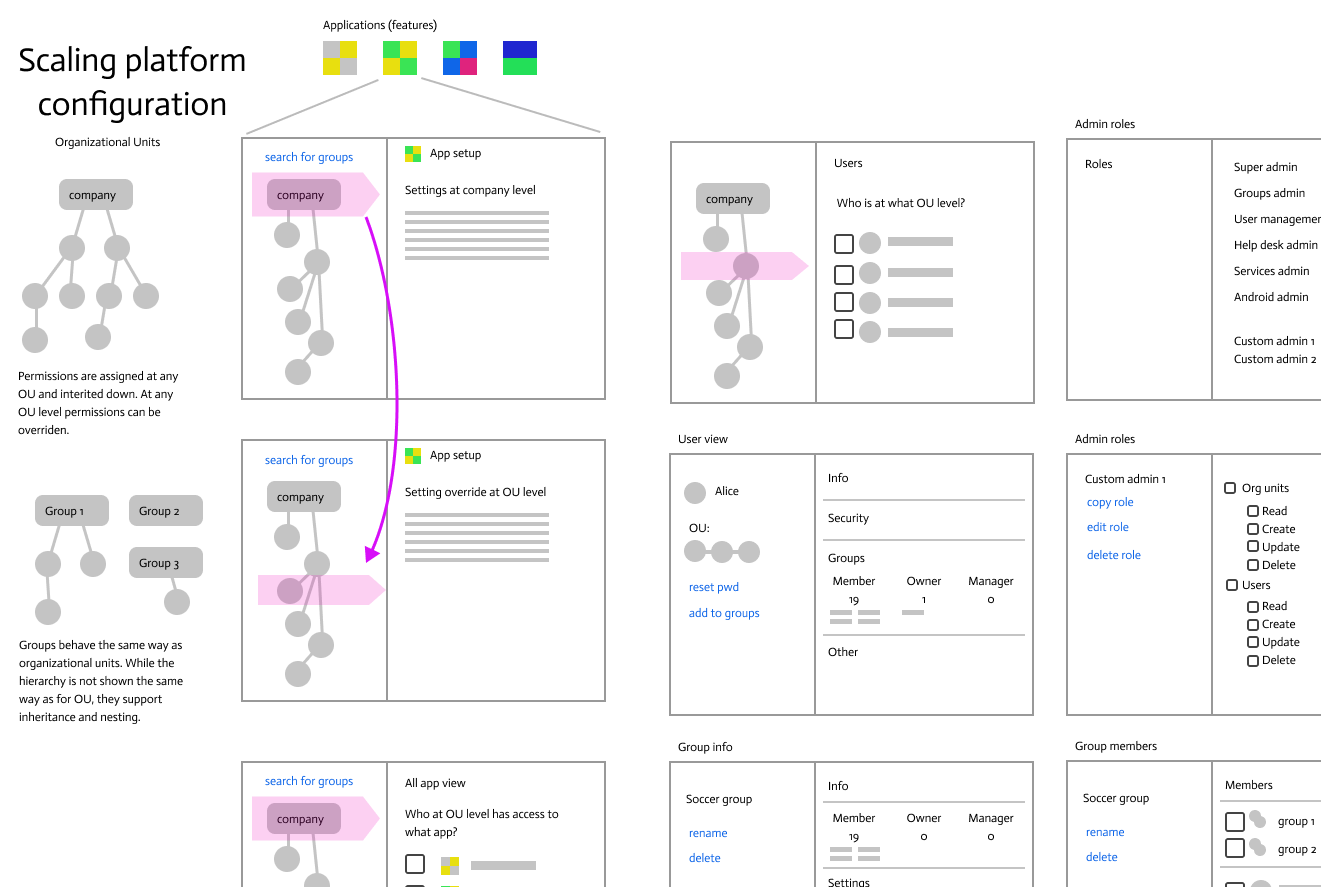 Applications (features)
Scaling platform
configuration
Organizational Units
company
Permissions are assigned at any
OU and interited down. At any
OU level permissions can be
overriden.
Group 1
Group 2
Group 3
Groups behave the same way as
organizational units. While the
hierarchy is not shown the same
way as for OU, they support
inheritance and nesting.
search for groups
company
App setup
Settings at company level
search for groups
company
App setup
Setting override at OU level
search for groups
company
All app view
Who at OU level has access to
what app?
company
Users
Who is at what OU level?
User view
Alice
OU:
reset pwd
add to groups
Info
Security
Groups
Member Owner Manager
19 1 0
Other
Group info
Soccer group
rename
delete
Info
Member Owner Manager
19 0 0
Settings
Admin roles
Roles
Super admin
Groups admin
User
Help desk admin
Services admin
Android admin
Custom admin 1
Custom admin 2
Admin roles
Custom admin 1
copy role
edit role
delete role
Org units
Read
Create
Update
Delete
Users
Read
Create
Update
Delete
Group members
Soccer group
rename
delete
Members
group 1
group 2